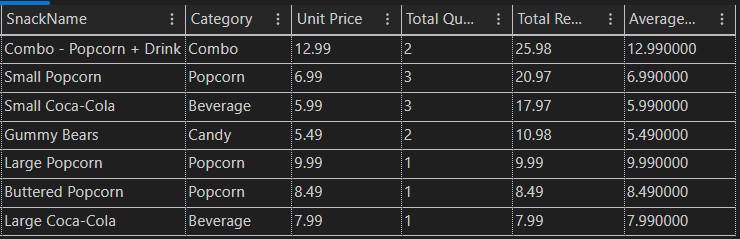 SnackName Category Unit Price Total Qu... Total Re... Average...
Combo - Popcorn + Drink Combo 12.99 2 25.98 12.990000
Small Popcorn Popcorn 6.99 3 20.97 6.990000
Small Coca-Cola Beverage 5.99 3 17.97 5.990000
Gummy Bears Candy 5.49 2 10.98 5.490000
Large Popcorn Popcorn 9.99 1 9.99 9.990000
Buttered Popcorn Popcorn 8.49 1 8.49 8.490000
Large Coca-Cola Beverage 7.99 1 7.99 7.990000